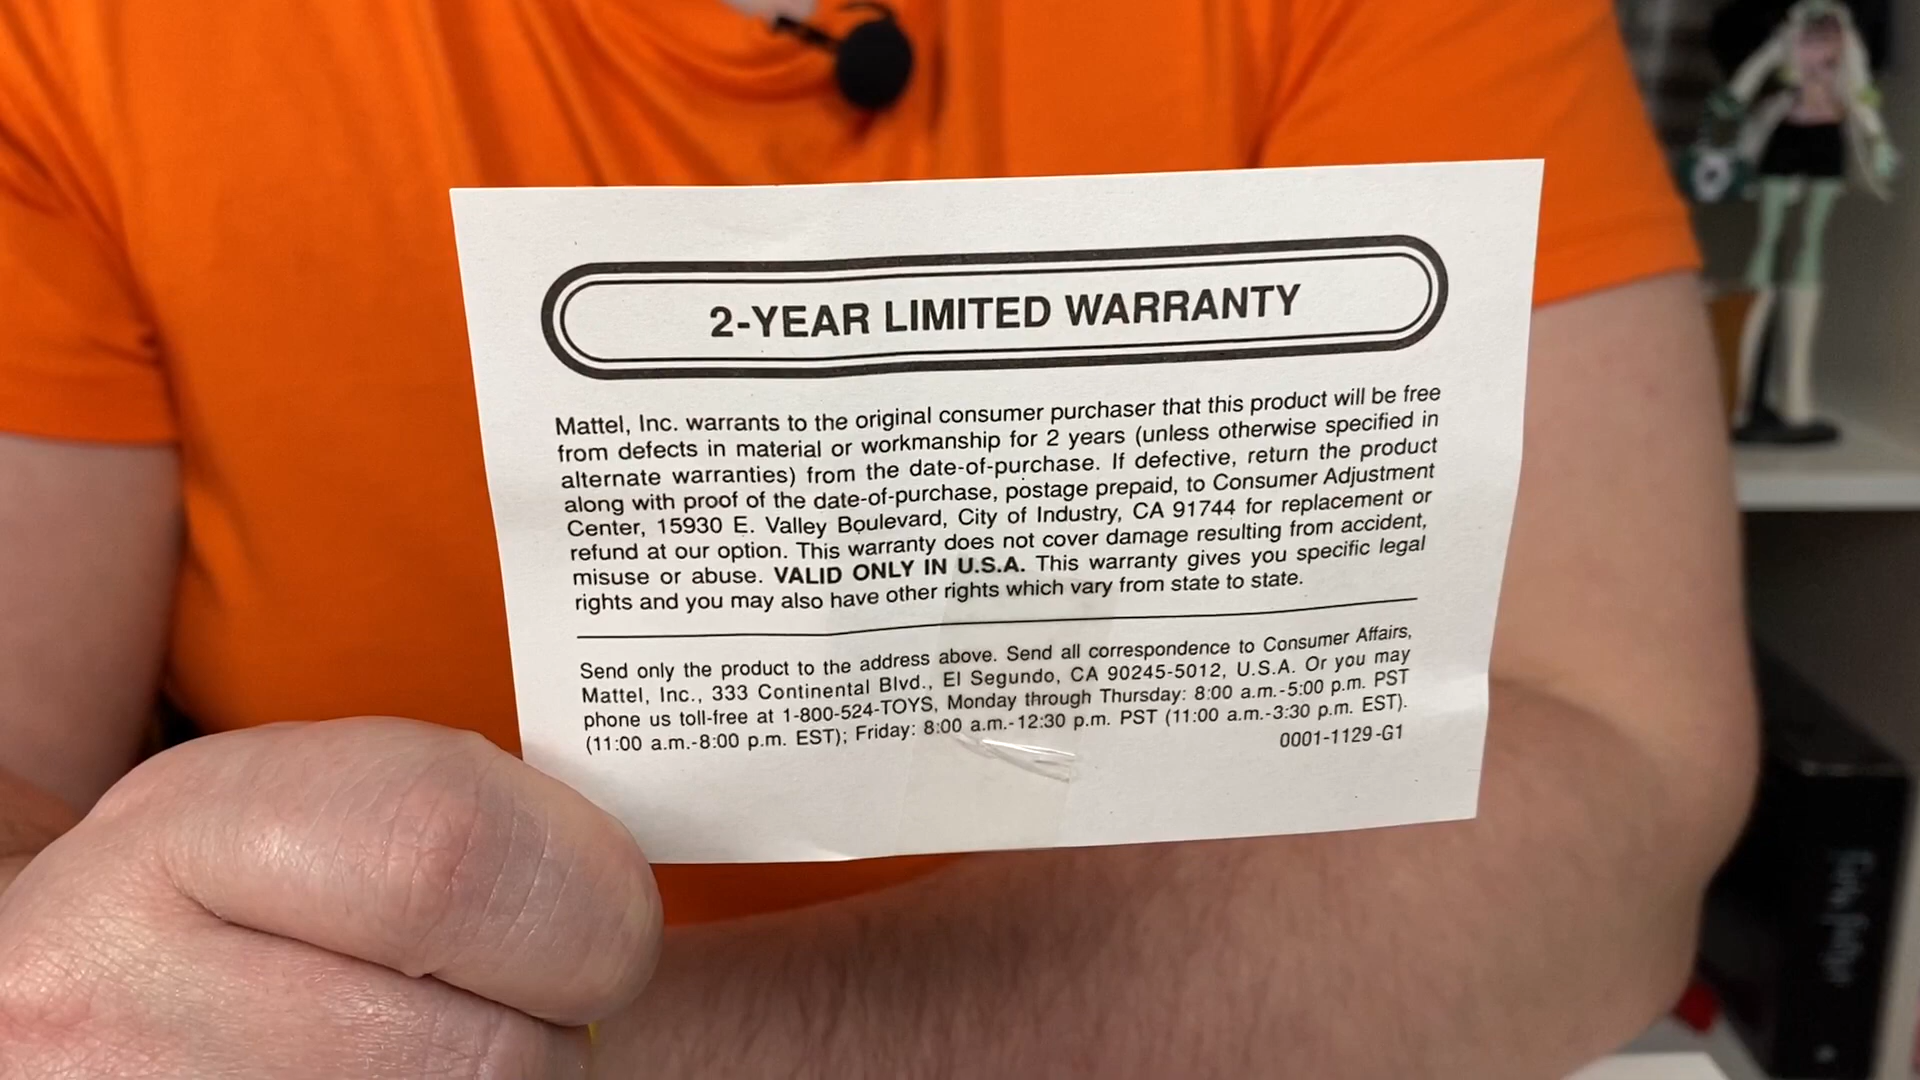 2-YEAR LIMITED WARRANTY
Mattel, Inc. warrants to the original consumer purchaser that this product will be free
from defects in material or workmanship for 2 years (unless otherwise specified in
alternate warranties) from the date-of-purchase. If defective, return the product
along with proof of the date-of-purchase, postage prepaid, to Consumer Adjustment
Center, 15930 E. Valley Boulevard, City of Industry, CA 91744 for replacement or
refund at our option. This warranty does not cover damage resulting from accident,
misuse or abuse. VALID ONLY IN U.S.A. This warranty gives you specific legal
rights and you may also have other rights which vary from state to state.
Send only the product to the address above. Send all correspondence to Consumer Affairs,
Mattel, Inc., 333 Continental Blvd., El Segundo, CA 90245-5012, U.S.A. Or you may
phone us toll-free at 1-800-524-TOYS, Monday through Thursday: 8:00 a.m.-5:00 p.m. PST
(11:00 a.m.-8:00 p.m. EST); Friday: 8:00 a.m.-12:30 p.m. PST (11:00 a.m.-3:30 p.m. EST).
0001-1129-G1